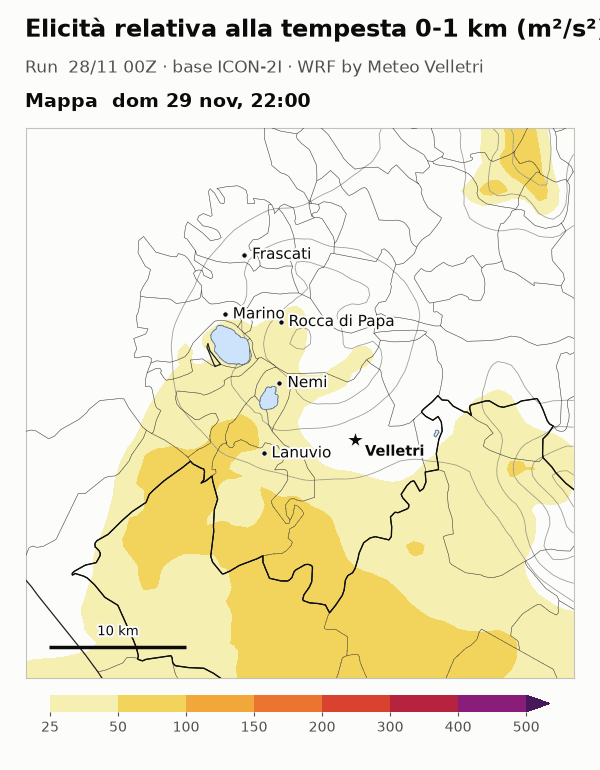 Elicità relativa alla tempesta 0-1 km (m²/s²)
Run 28/11 00Z · base ICON-2I · WRF by Meteo Velletri
Mappa dom 29 nov, 22:00
Frascati
Marino
Rocca di Papa
Nemi
Velletri
Lanuvio
10 km
25 50 100 150 200 300 400 500